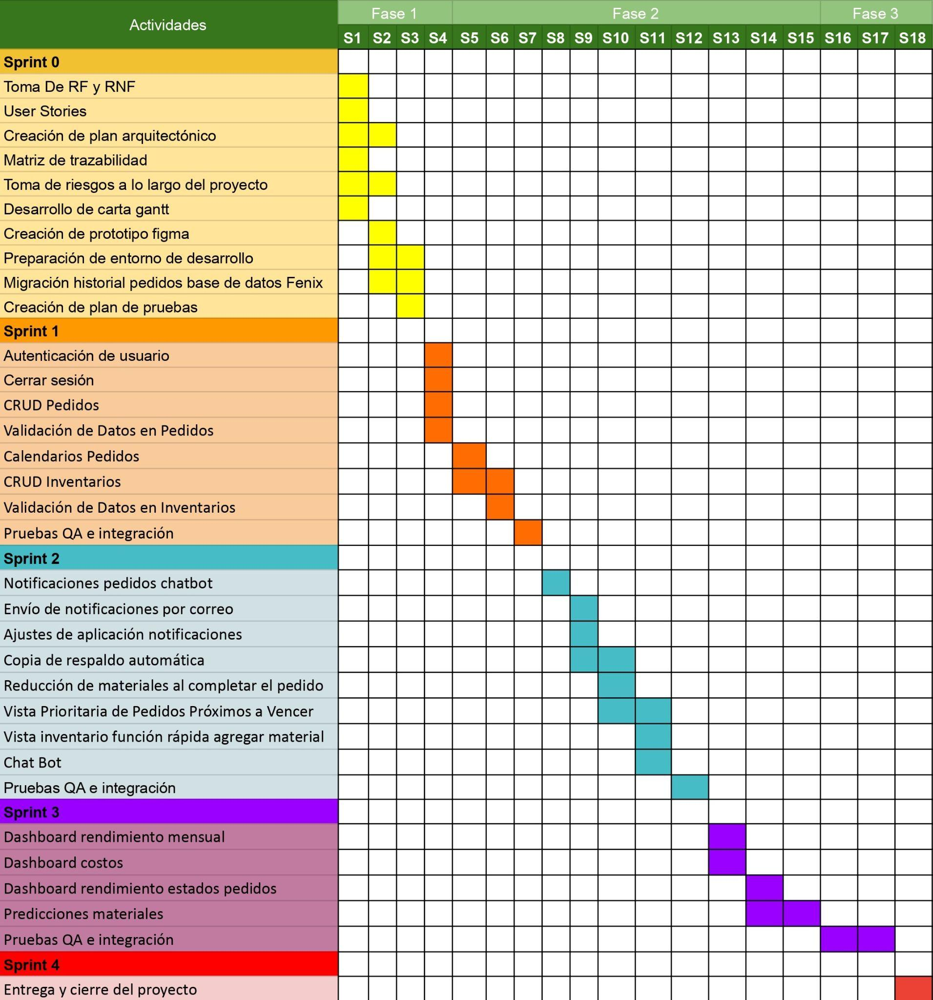 Actividades
Fase 1 Fase 2 Fase 3
S1 S2 S3 S4 S5 S6 S7 S8 S9 S10 S11 S12 S13 S14 S15 S16 S17 S18
Sprint 0
Toma De RF y RNF
User Stories
Creación de plan arquitectónico
Matriz de trazabilidad
Toma de riesgos a lo largo del proyecto
Desarrollo de carta gantt
Creación de prototipo figma
Preparación de entorno de desarrollo
Migración historial pedidos base de datos Fenix
Creación de plan de pruebas
Sprint 1
Autenticación de usuario
Cerrar sesión
CRUD Pedidos
Validación de Datos en Pedidos
Calendarios Pedidos
CRUD Inventarios
Validación de Datos en Inventarios
Pruebas QA e integración
Sprint 2
Notificaciones pedidos chatbot
Envío de notificaciones por correo
Ajustes de aplicación notificaciones
Copia de respaldo automática
Reducción de materiales al completar el pedido
Vista Prioritaria de Pedidos Próximos a Vencer
Vista inventario función rápida agregar material
Chat Bot
Pruebas QA e integración
Sprint 3
Dashboard rendimiento mensual
Dashboard costos
Dashboard rendimiento estados pedidos
Predicciones materiales
Pruebas QA e integración
Sprint 4
Entrega y cierre del proyecto